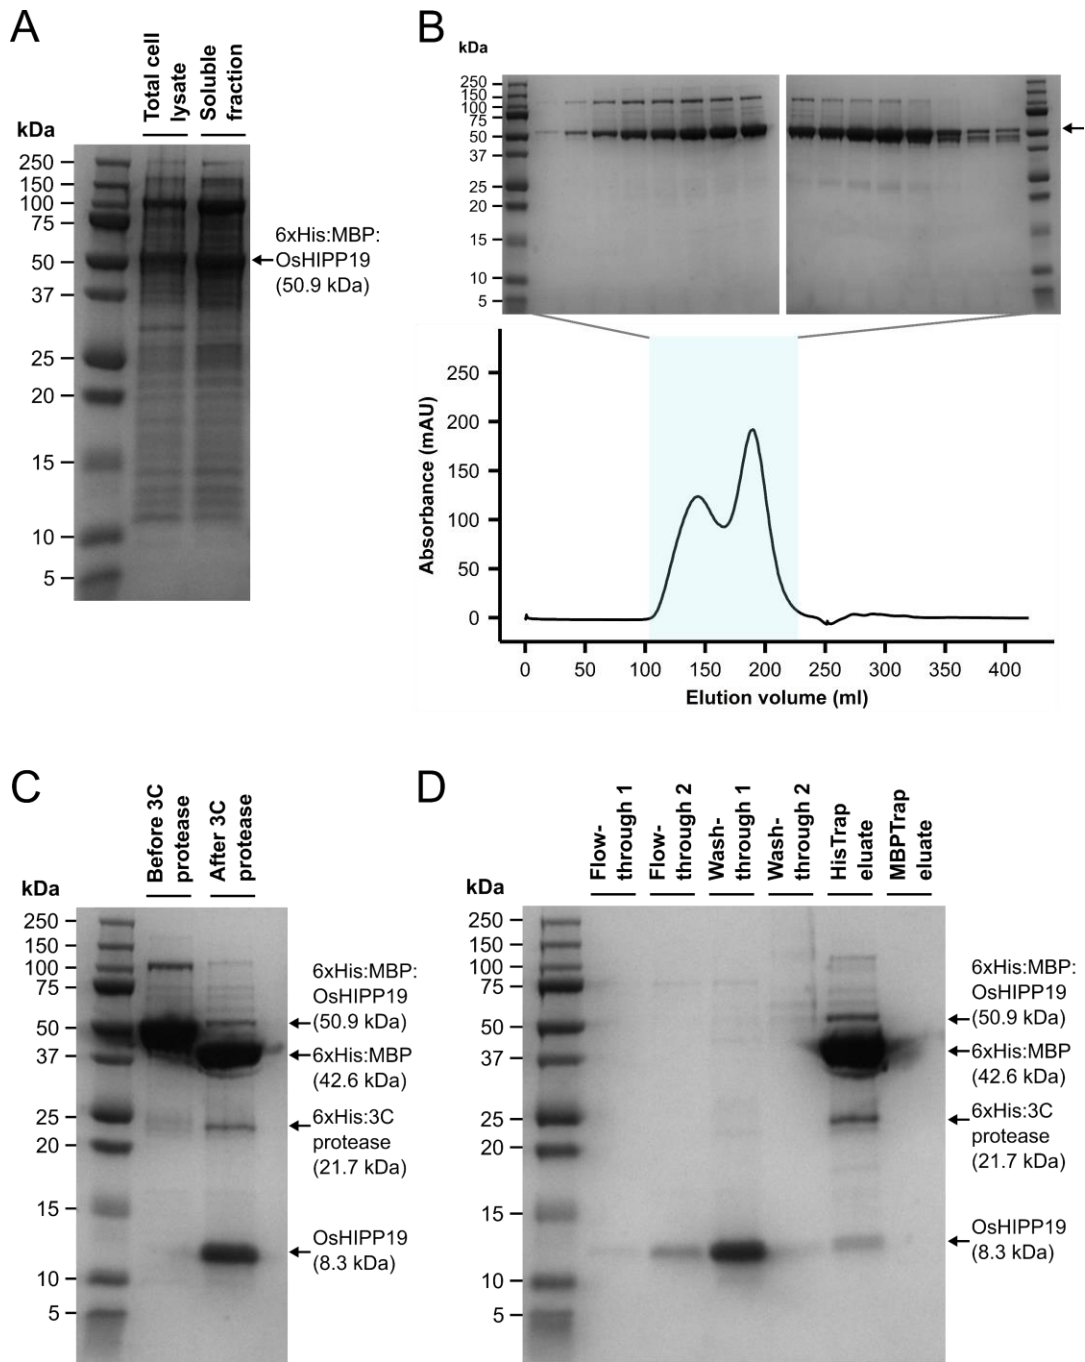 A
Total cell
lysate
Soluble
fraction
kDa
250
150
100
75
50
37
25
20
15
10
5
6xHis:MBP:
OsHIPP19
(50.9 kDa)
B
kDa
250
150
100
75
50
37
25
20
15
10
5
Absorbance (mAU)
250
200
150
100
50
0
0 50 100 150 200 250 300 350 400
Elution volume (ml)
C
Before 3C
protease
After 3C
protease
kDa
250
150
100
75
50
37
25
20
15
10
5
6xHis:MBP:
OsHIPP19
(50.9 kDa)
6xHis:MBP
(42.6 kDa)
6xHis:3C
protease
(21.7 kDa)
OsHIPP19
(8.3 kDa)
D
Flow-
through 1
Flow-
through 2
Wash-
through 1
Wash-
through 2
HisTrap
eluate
MBPTrap
eluate
kDa
250
150
100
75
50
37
25
20
15
10
5
6xHis:MBP:
OsHIPP19
(50.9 kDa)
6xHis:MBP
(42.6 kDa)
6xHis:3C
protease
(21.7 kDa)
OsHIPP19
(8.3 kDa)